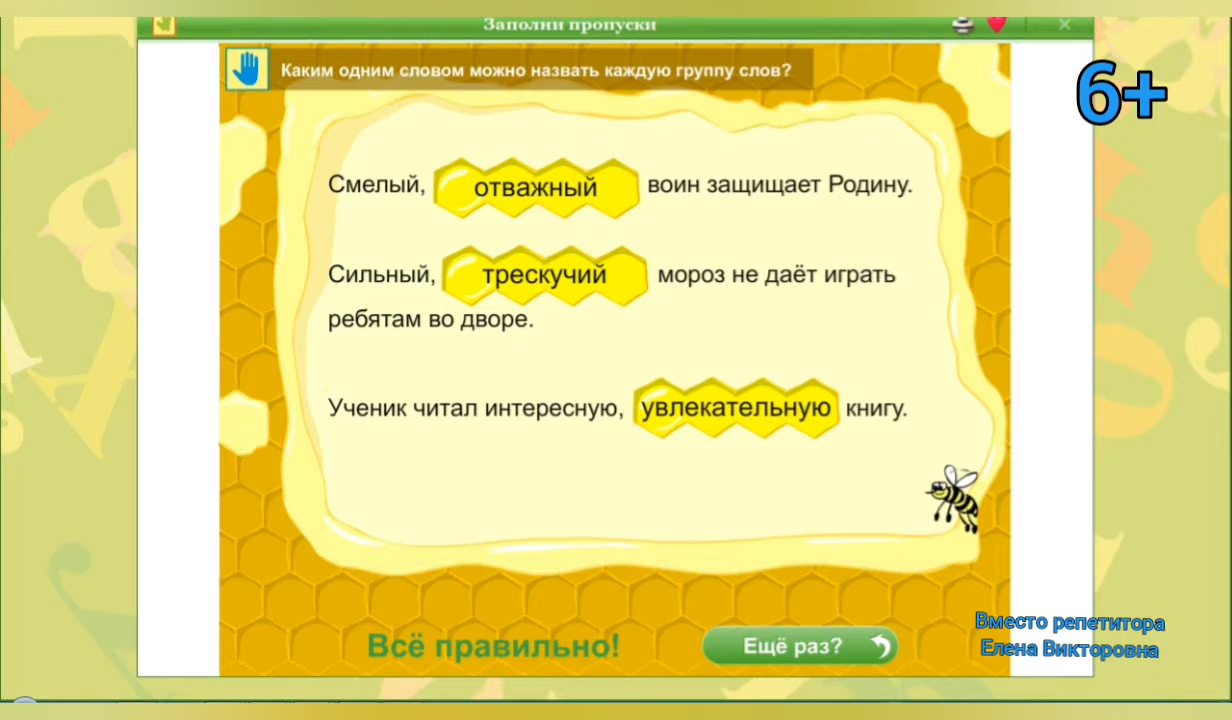 Заполни пропуски
Каким одним словом можно назвать каждую группу слов?
6+
Смелый, отважный воин защищает Родину.
Сильный, трескучий мороз не даёт играть
ребятам во дворе.
Ученик читал интересную, увлекательную книгу.
Всё правильно!
Ещё раз?
Вместо репетитора
Елена Викторовна